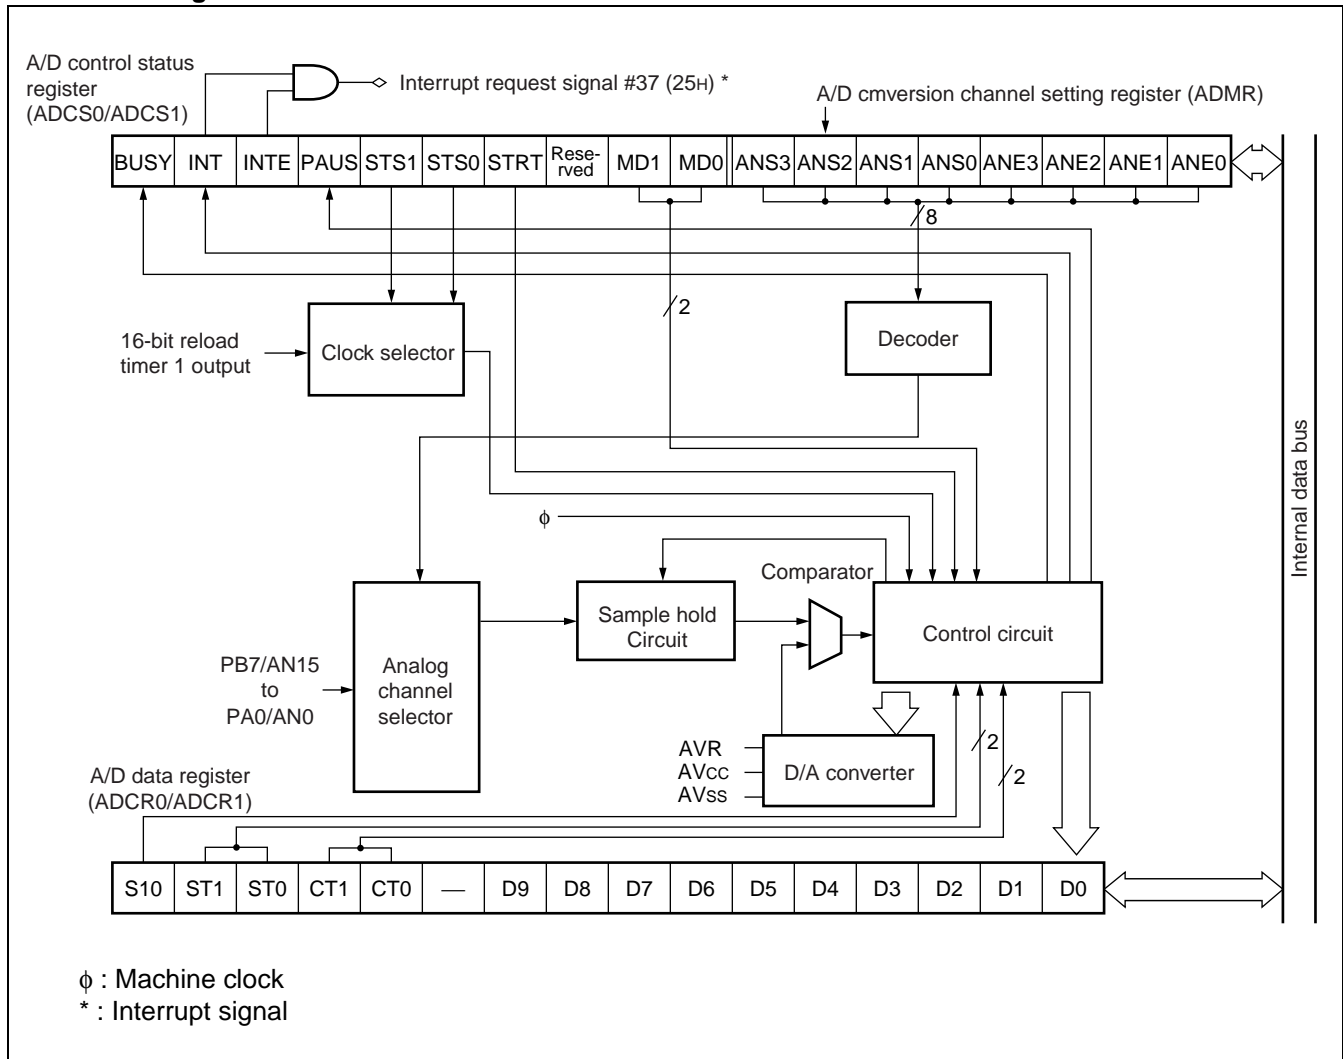 A/D control status
register
(ADCS0/ADCS1)
Interrupt request signal #37 (25H) *
A/D cmversion channel setting register (ADMR)
BUSY INT INTE PAUS STS1 STS0 STRT Rese-
rved MD1 MD0 ANS3 ANS2 ANS1 ANS0 ANE3 ANE2 ANE1 ANE0
8
2
16-bit reload
timer 1 output
Clock selector
Decoder
Internal data bus
φ
Comparator
Sample hold
Circuit
Control circuit
PB7/AN15
to
PA0/AN0
Analog
channel
selector
AVR
AVCC
AVSS
D/A converter
2
2
A/D data register
(ADCR0/ADCR1)
S10 ST1 ST0 CT1 CT0 — D9 D8 D7 D6 D5 D4 D3 D2 D1 D0
φ : Machine clock
* : Interrupt signal